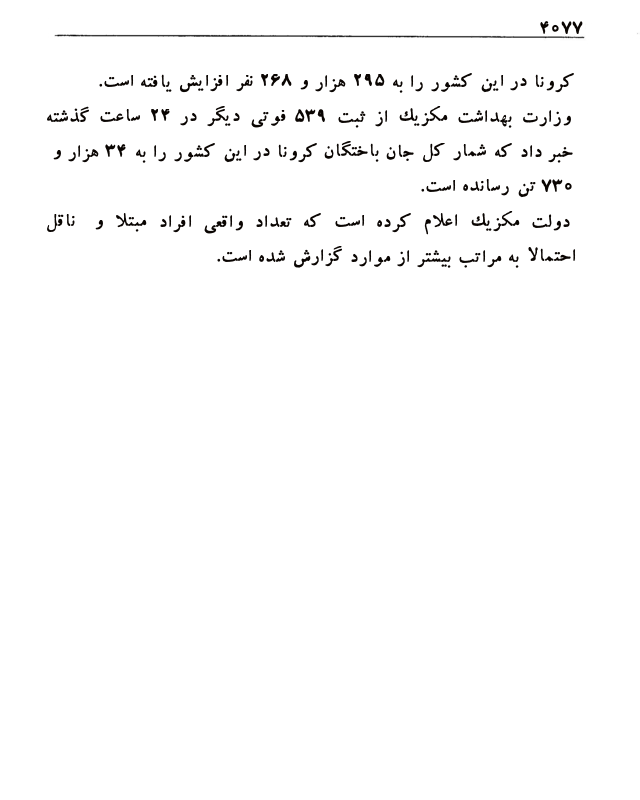 ۴۰۷۷
کرونا در این کشور را به ۲۹۵ هزار و ۲۶۸ نفر افزایش یافته است.
وزارت بهداشت مکزیك از ثبت ۵۳۹ فوتی دیگر در ۲۴ ساعت گذشته
خبر داد که شمار کل جان باختگان کرونا در این کشور را به ۳۴ هزار و
۷۳۰ تن رسانده است.
دولت مکزیك اعلام کرده است که تعداد واقعی افراد مبتلا و ناقل
احتمالا به مراتب بیشتر از موارد گزارش شده است.